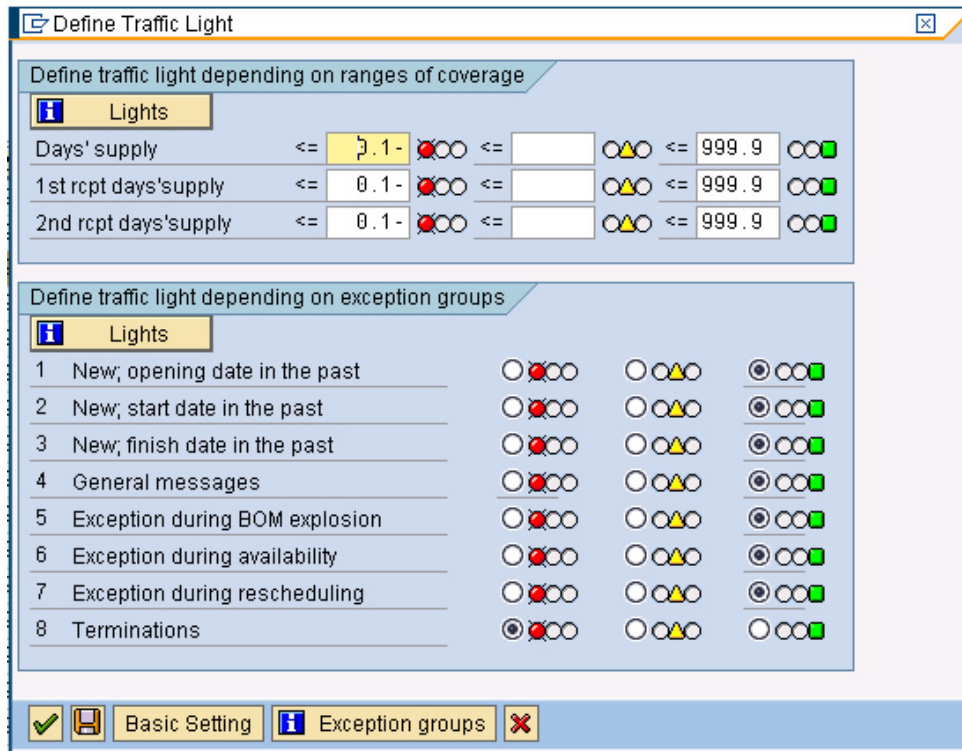 Define Traffic Light
Define traffic light depending on ranges of coverage
Lights
Days' supply <= 0.1- <= <= 999.9
1st rcpt days'supply <= 0.1- <= <= 999.9
2nd rcpt days'supply <= 0.1- <= <= 999.9
Define traffic light depending on exception groups
Lights
1 New; opening date in the past
2 New; start date in the past
3 New; finish date in the past
4 General messages
5 Exception during BOM explosion
6 Exception during availability
7 Exception during rescheduling
8 Terminations
Basic Setting Exception groups